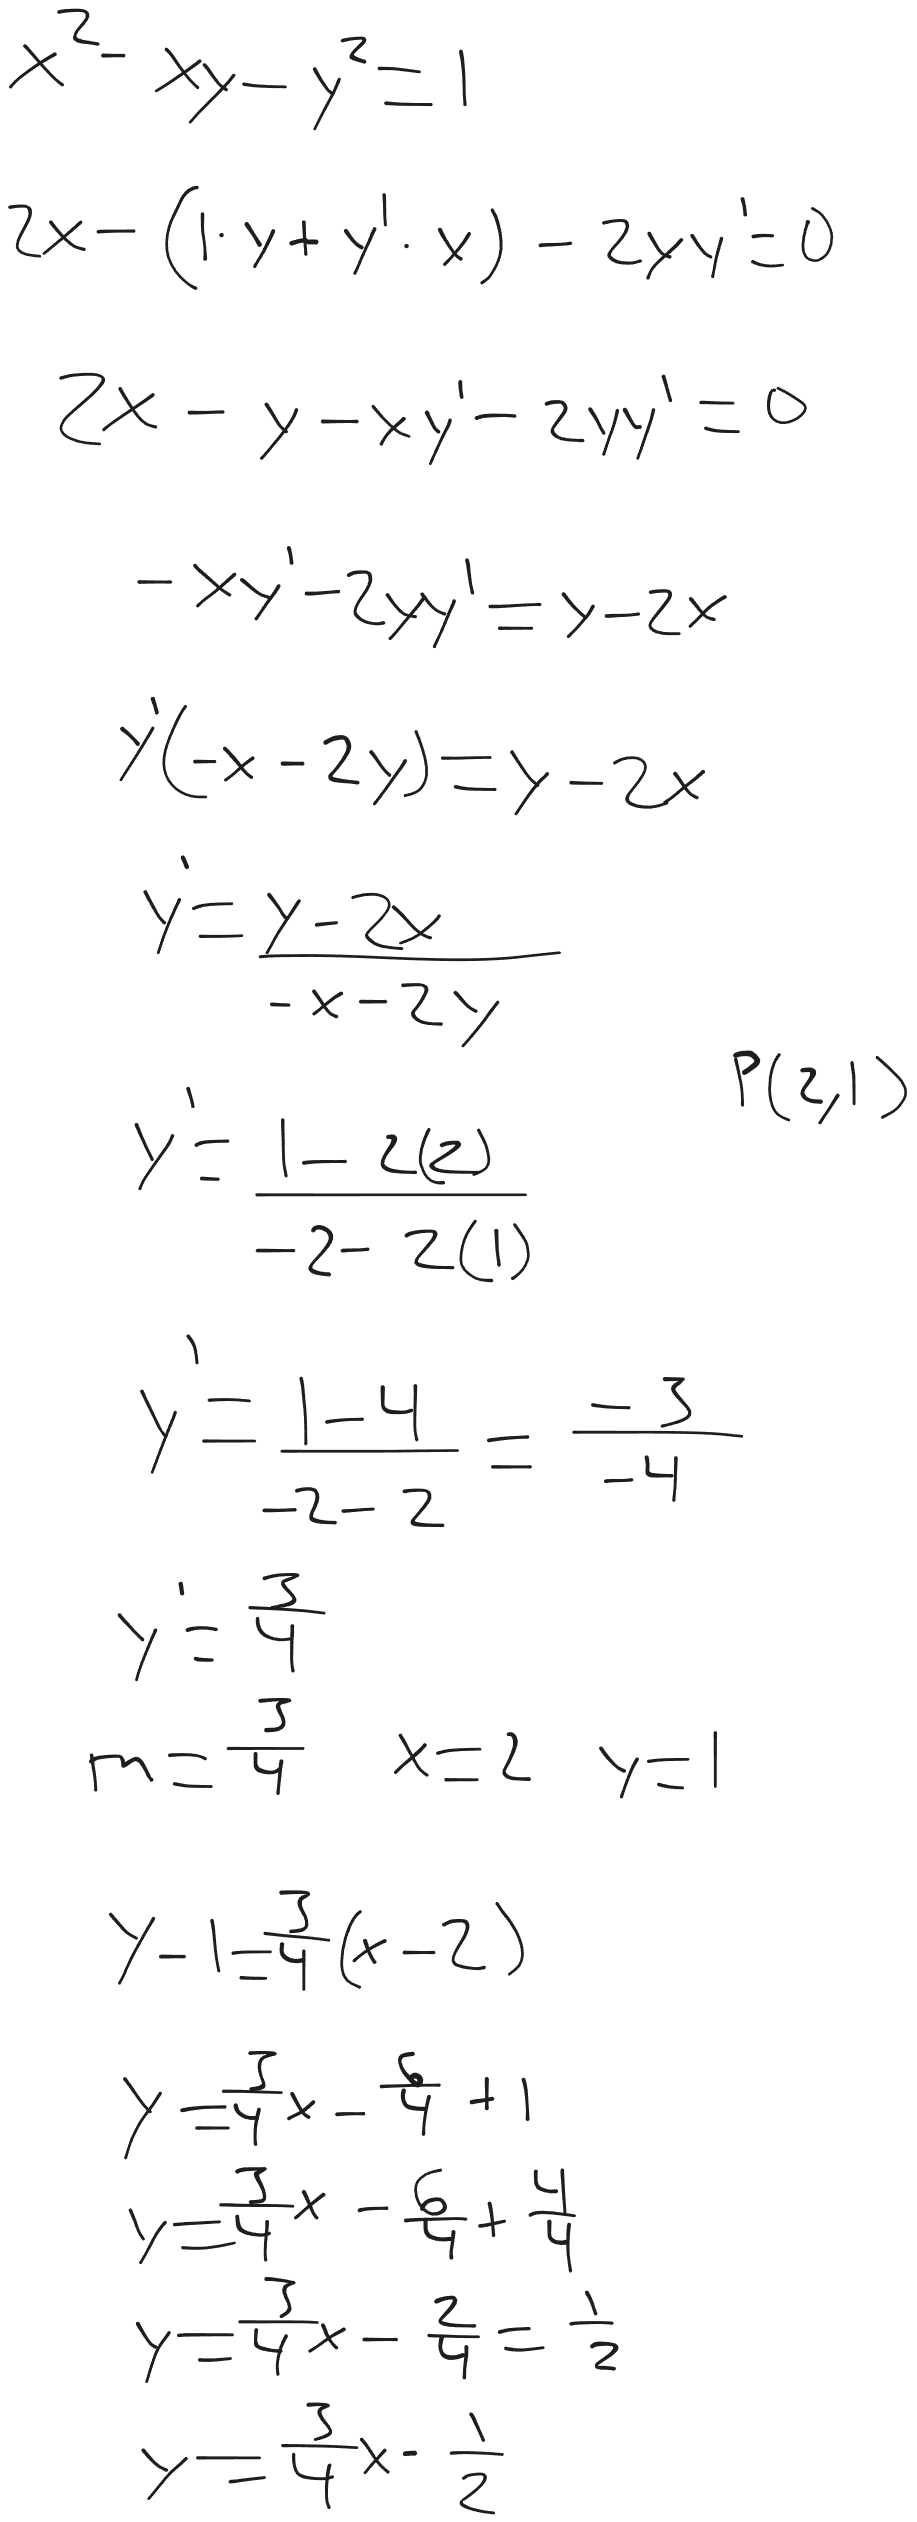 x² - xy - y² = 1
2x - (1·y + y'·x) - 2yy' = 0
2x - y - xy' - 2yy' = 0
-xy' - 2yy' = y - 2x
y'(-x - 2y) = y - 2x
y' = (y - 2x)/(-x - 2y)
P(2,1)
y' = (1 - 2(2))/(-2 - 2(1))
y' = (1 - 4)/(-2 - 2) = (-3)/(-4)
y' = 3/4
m = 3/4 x = 2 y = 1
y - 1 = 3/4 (x - 2)
y = 3/4 x - 6/4 + 1
y = 3/4 x - 6/4 + 4/4
y = 3/4 x - 2/4 = 1/2
y = 3/4 x - 1/2